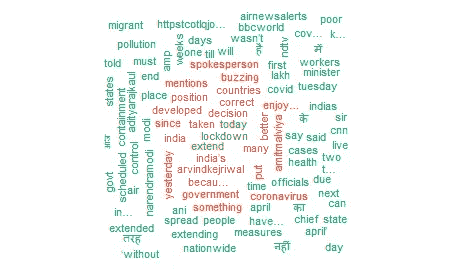 airnewsalerts poor
migrant httpstcotlqjo… bbcworld
wasn't cov… k…
pollution days
weeks one till will है ndtv में
told must amp spokesperson first workers
end buzzing lakh minister
states adityarajkaul mentions countries covid tuesday
place position correct enjoy… indias
containment developed decision के sir
modi since taken today better amitmalviya say said cnn
आज control india lockdown many cases live
extend
india's health two
narendramodi arvindkejriwal put t…
govt scheduled air yesterday becau… time officials due
government coronavirus next
in… ani something april का can
spread people have… chief state
extended extending measures april'
तरह
'without nationwide नहीं day